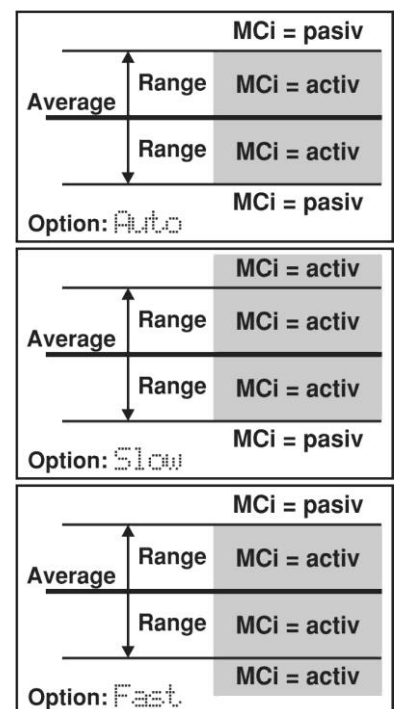 MCi = pasiv
Range MCi = activ
Average
Range MCi = activ
MCi = pasiv
Option: Auto
MCi = activ
Range MCi = activ
Average
Range MCi = activ
MCi = pasiv
Option: Slow
MCi = pasiv
Range MCi = activ
Average
Range MCi = activ
MCi = activ
Option: Fast